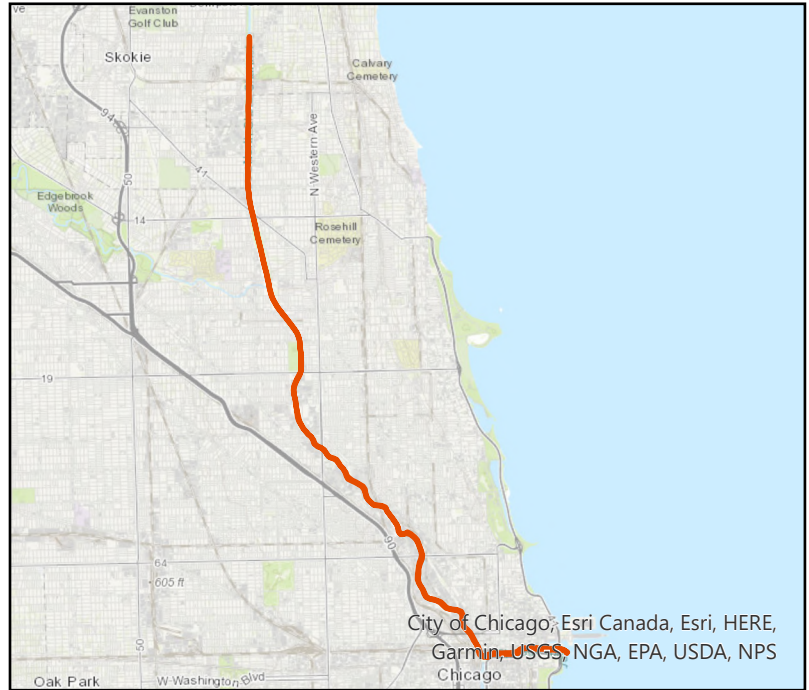 ve
Evanston
Golf Club
Skokie
Calvary
Cemetery
94
N Western Ave
50
41
Edgebrook
Woods
14
Rosehill
Cemetery
19
90
64
605 ft
50
City of Chicago, Esri Canada, Esri, HERE,
Garmin, USGS, NGA, EPA, USDA, NPS
Chicago
Oak Park
W Washington Blvd